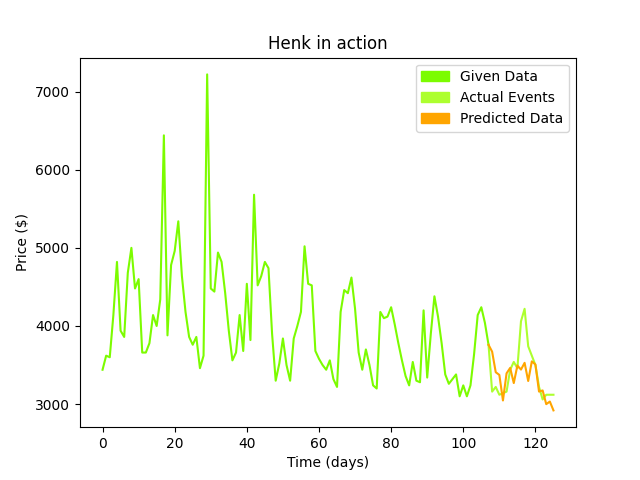 Henk in action
Given Data
Actual Events
Predicted Data
Price ($)
7000
6000
5000
4000
3000
0 20 40 60 80 100 120
Time (days)